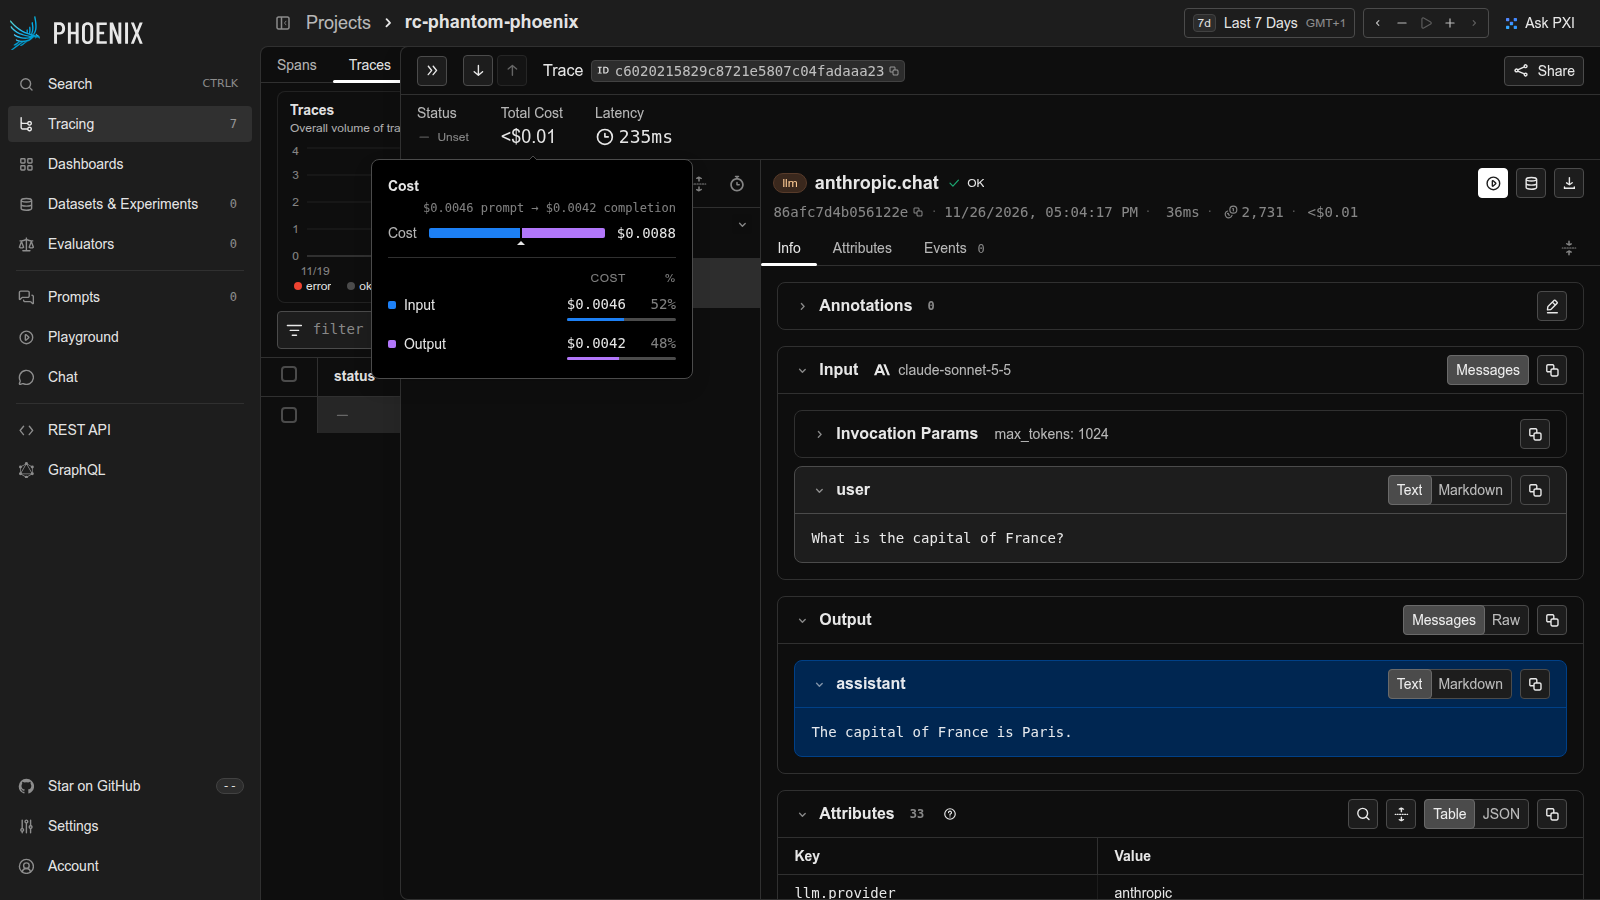 PHOENIX
Search CTRLK
Tracing 7
Dashboards
Datasets & Experiments 0
Evaluators 0
Prompts 0
Playground
Chat
REST API
GraphQL
Star on GitHub --
Settings
Account
Projects › rc-phantom-phoenix
7d Last 7 Days GMT+1
Ask PXI
Spans Traces
Traces
Overall volume of tra
4
3
2
1
0
11/19
error ok
filter
status
—
Trace ID c6020215829c8721e5807c04fadaaa23
Share
Status Total Cost Latency
— Unset <$0.01 235ms
Cost
$0.0046 prompt → $0.0042 completion
Cost $0.0088
COST %
Input $0.0046 52%
Output $0.0042 48%
llm anthropic.chat OK
86afc7d4b056122e · 11/26/2026, 05:04:17 PM · 36ms · 2,731 · <$0.01
Info Attributes Events 0
Annotations 0
Input claude-sonnet-5-5 Messages
Invocation Params max_tokens: 1024
user Text Markdown
What is the capital of France?
Output Messages Raw
assistant Text Markdown
The capital of France is Paris.
Attributes 33 Table JSON
Key Value
llm.provider anthropic